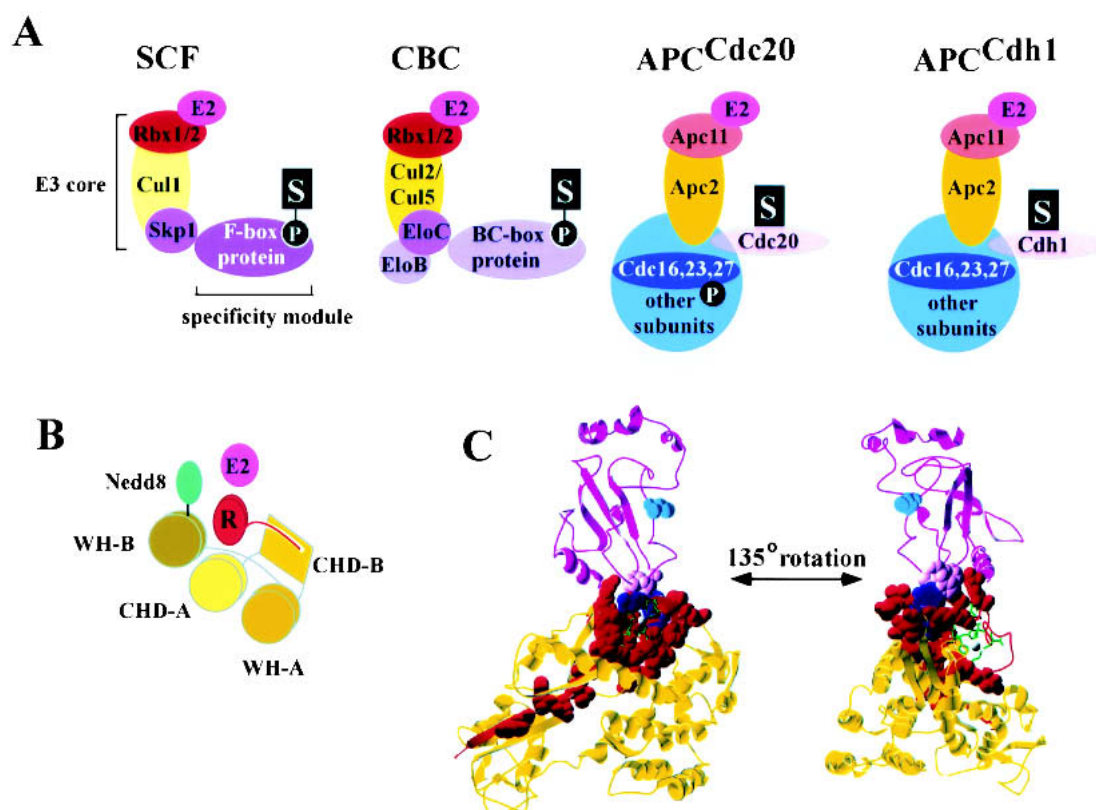 A
SCF
E2
Rbx1/2
E3 core
Cul1
S
Skp1
F-box
P
protein
specificity module
CBC
E2
Rbx1/2
Cul2/
Cul5
S
EloC
BC-box
P
EloB
protein
APCCdc20
E2
Apc11
Apc2
S
Cdc20
Cdc16,23,27
other
P
subunits
APCCdh1
E2
Apc11
Apc2
S
Cdh1
Cdc16,23,27
other
subunits
B
E2
Nedd8
R
WH-B
CHD-B
CHD-A
WH-A
C
135°rotation